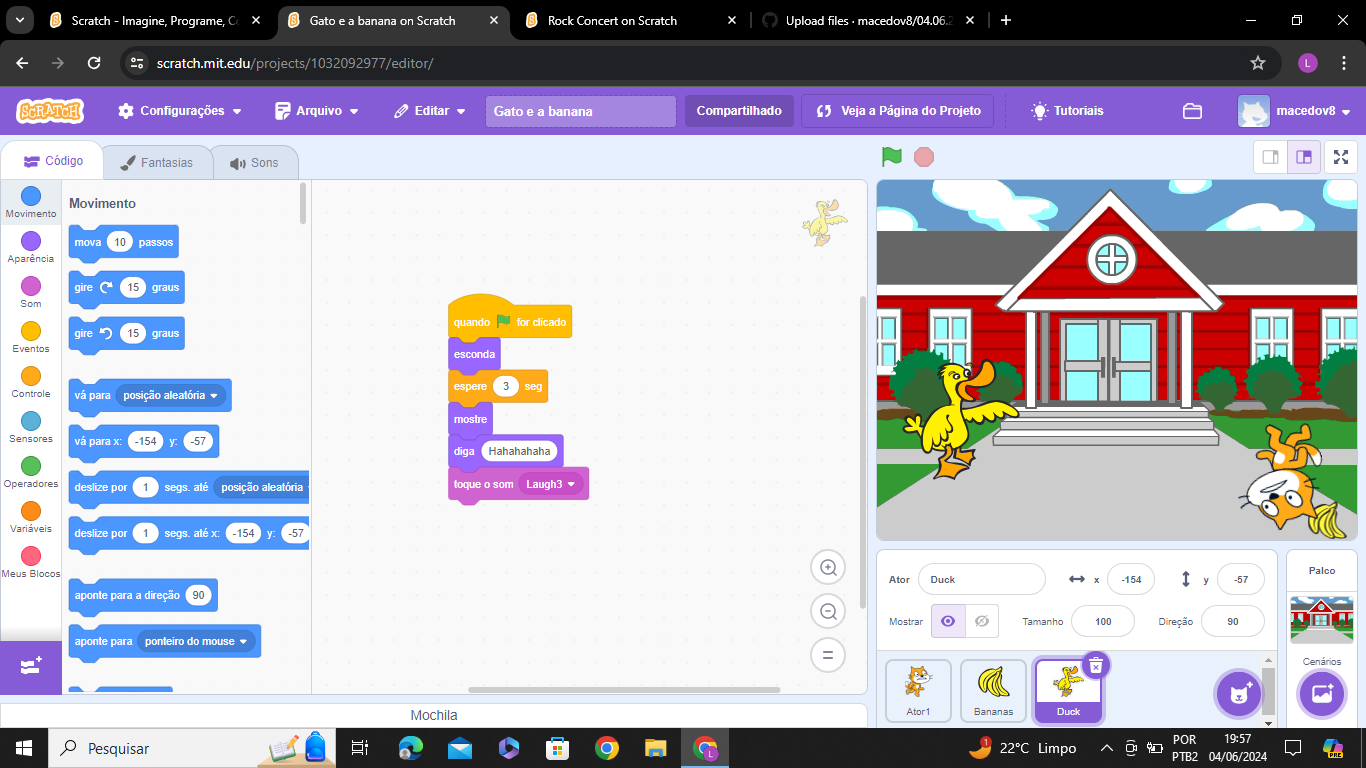 Scratch - Imagine, Programe, Co
Gato e a banana on Scratch
Rock Concert on Scratch
Upload files · macedov8/04.06.2
scratch.mit.edu/projects/1032092977/editor/
L
SCRATCH
Configurações
Arquivo
Editar
Gato e a banana
Compartilhado
Veja a Página do Projeto
Tutoriais
macedov8
Código
Fantasias
Sons
Movimento
Aparência
Som
Eventos
Controle
Sensores
Operadores
Variáveis
Meus Blocos
Movimento
mova 10 passos
gire 15 graus
gire 15 graus
vá para posição aleatória
vá para x: -154 y: -57
deslize por 1 segs. até posição aleatória
deslize por 1 segs. até x: -154 y: -57
aponte para a direção 90
aponte para ponteiro do mouse
quando for clicado
esconda
espere 3 seg
mostre
diga Hahahahaha
toque o som Laugh3
Mochila
Ator Duck x -154 y -57
Mostrar Tamanho 100 Direção 90
Ator1
Bananas
Duck
Palco
Cenários
Pesquisar
L
1
22°C Limpo
POR
PTB2
19:57
04/06/2024
PRE